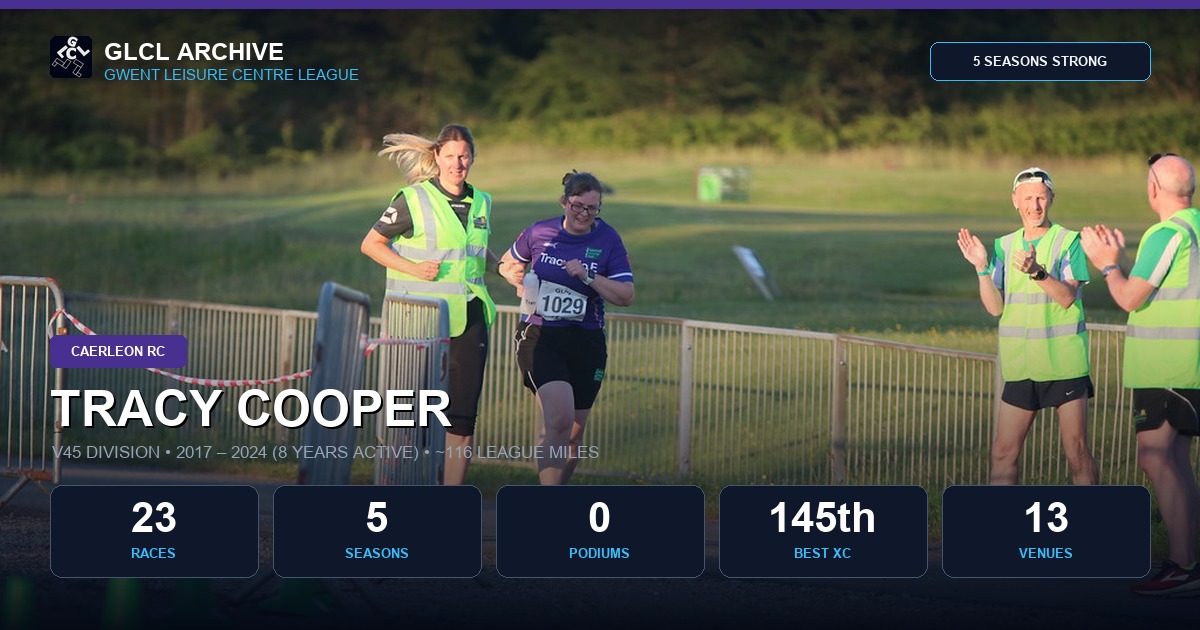 GLCL ARCHIVE
GWENT LEISURE CENTRE LEAGUE
5 SEASONS STRONG
GLCL
1029
CAERLEON RC
TRACY COOPER
V45 DIVISION • 2017 – 2024 (8 YEARS ACTIVE) • ~116 LEAGUE MILES
23
RACES
5
SEASONS
0
PODIUMS
145th
BEST XC
13
VENUES